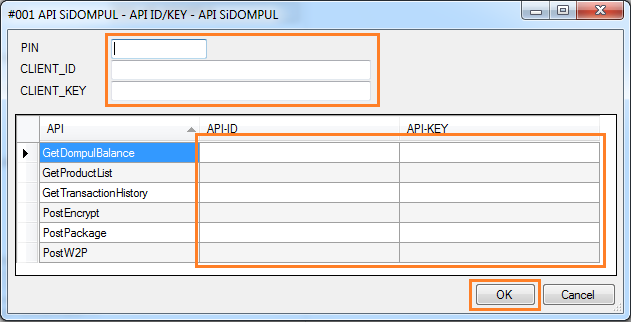 #001 API SiDOMPUL - API ID/KEY - API SiDOMPUL
PIN
CLIENT_ID
CLIENT_KEY
API API-ID API-KEY
GetDompulBalance
GetProductList
GetTransactionHistory
PostEncrypt
PostPackage
PostW2P
OK Cancel